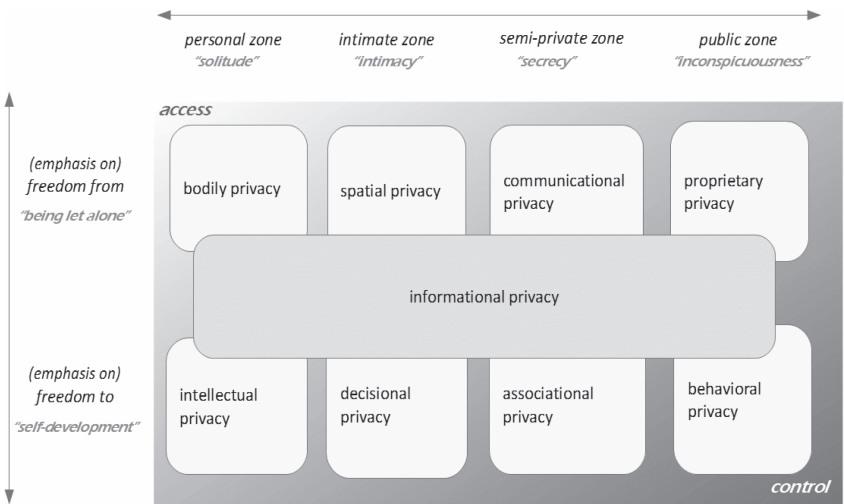 personal zone
"solitude"
intimate zone
"intimacy"
semi-private zone
"secrecy"
public zone
"inconspicuousness"
access
(emphasis on)
freedom from
"being let alone"
bodily privacy
spatial privacy
communicational
privacy
proprietary
privacy
informational privacy
(emphasis on)
freedom to
"self-development"
intellectual
privacy
decisional
privacy
associational
privacy
behavioral
privacy
control